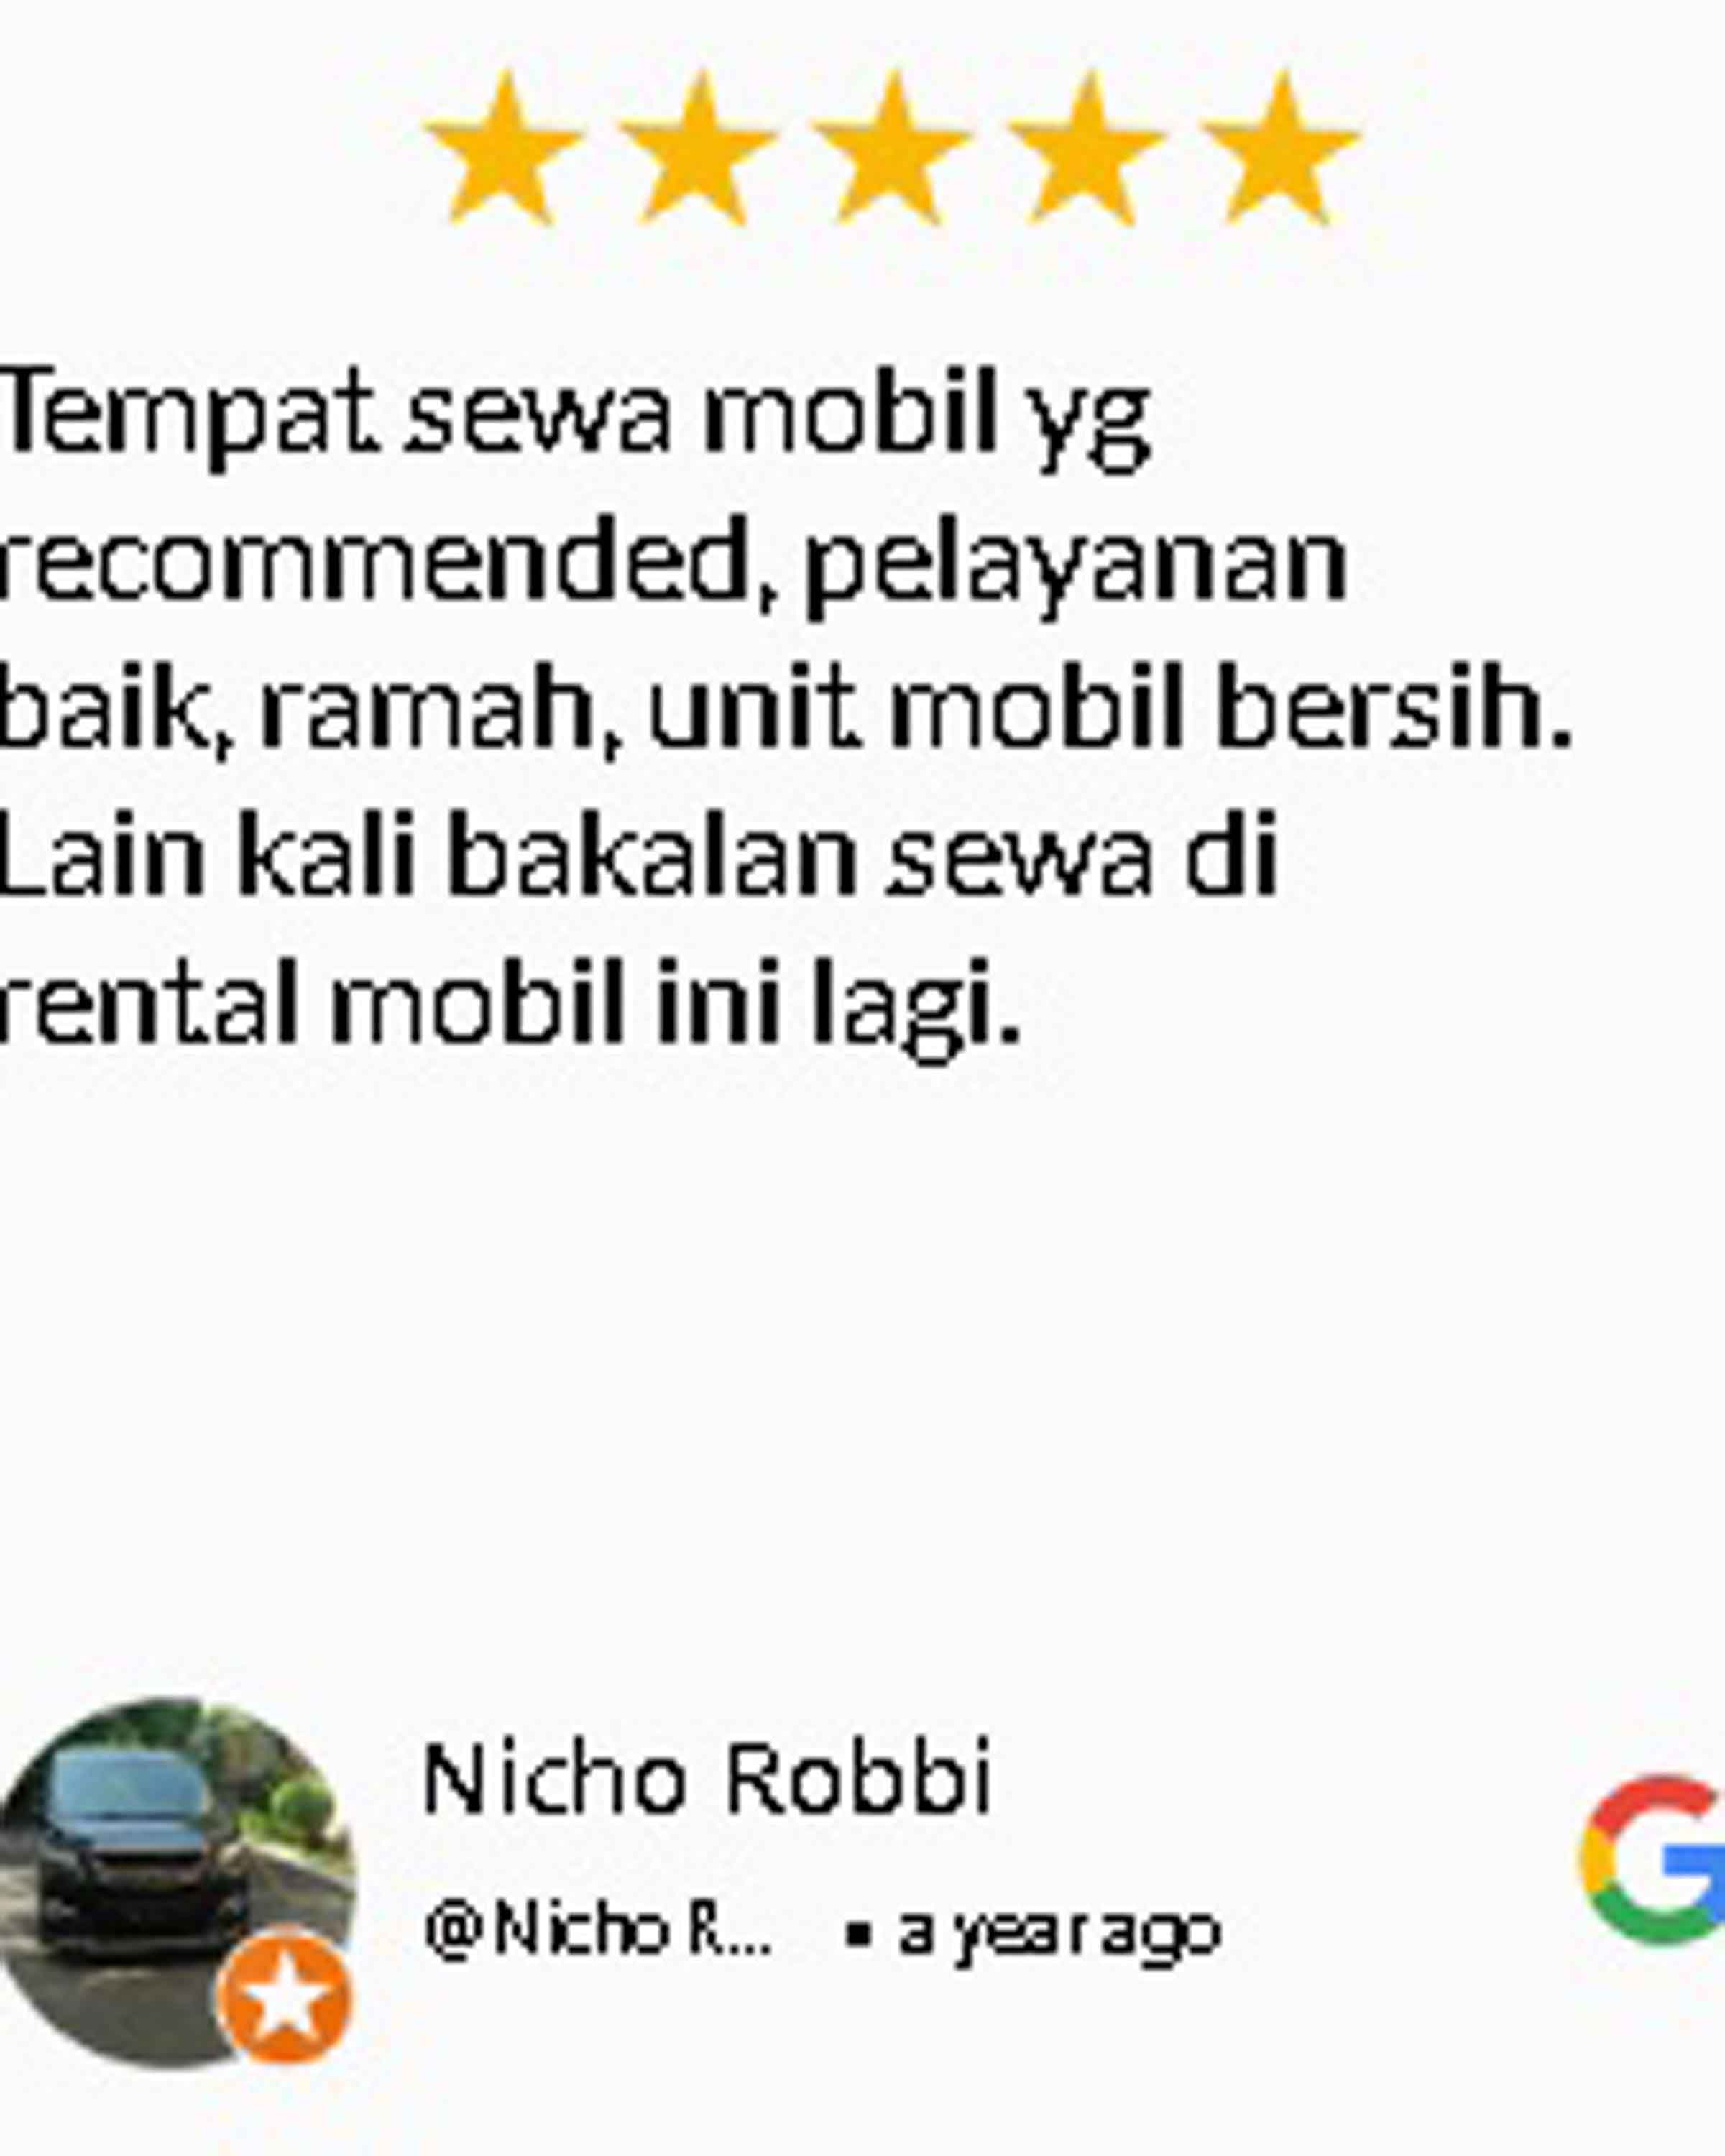 Tempat sewa mobil yg
recommended, pelayanan
baik, ramah, unit mobil bersih.
Lain kali bakalan sewa di
rental mobil ini lagi.
Nicho Robbi
@Nicho R... ▪ a year ago
G